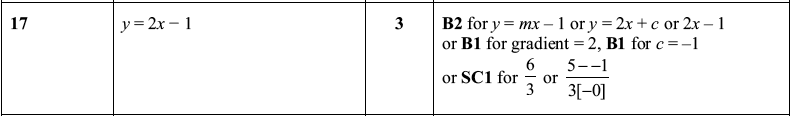 17 y = 2x − 1 3 B2 for y = mx – 1 or y = 2x + c or 2x – 1
or B1 for gradient = 2, B1 for c = –1
or SC1 for 6/3 or 5 – –1/3[–0]